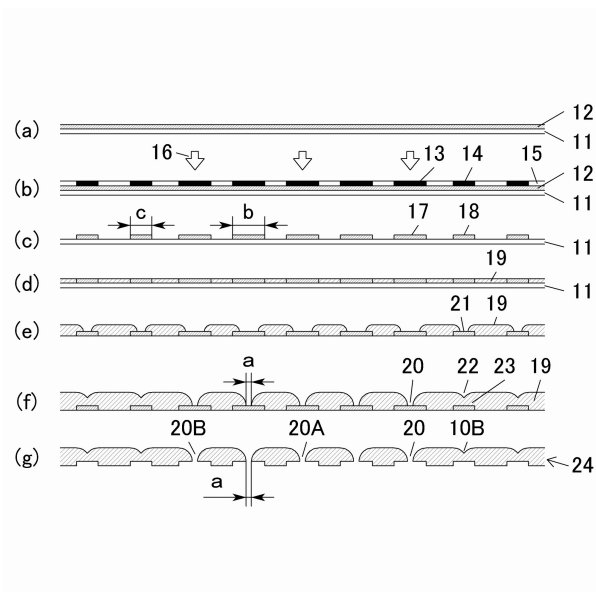 (a) 12
11
16 13 14 15
(b) 12
11
c b 17 18
(c) 11
19
(d) 11
21 19
(e)
a 20 22 23 19
(f)
20B 20A 20 10B
(g) 24
a